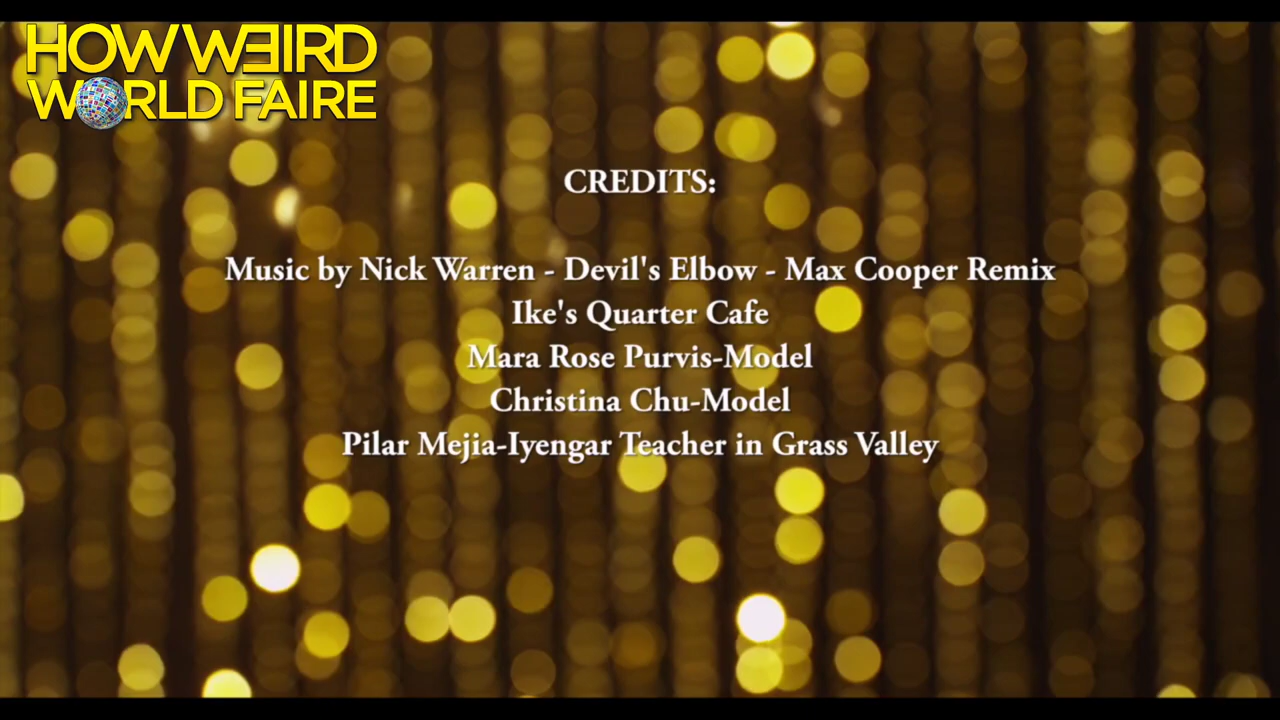 HOW WEIRD
WORLD FAIRE
CREDITS:
Music by Nick Warren - Devil's Elbow - Max Cooper Remix
Ike's Quarter Cafe
Mara Rose Purvis-Model
Christina Chu-Model
Pilar Mejia-Iyengar Teacher in Grass Valley